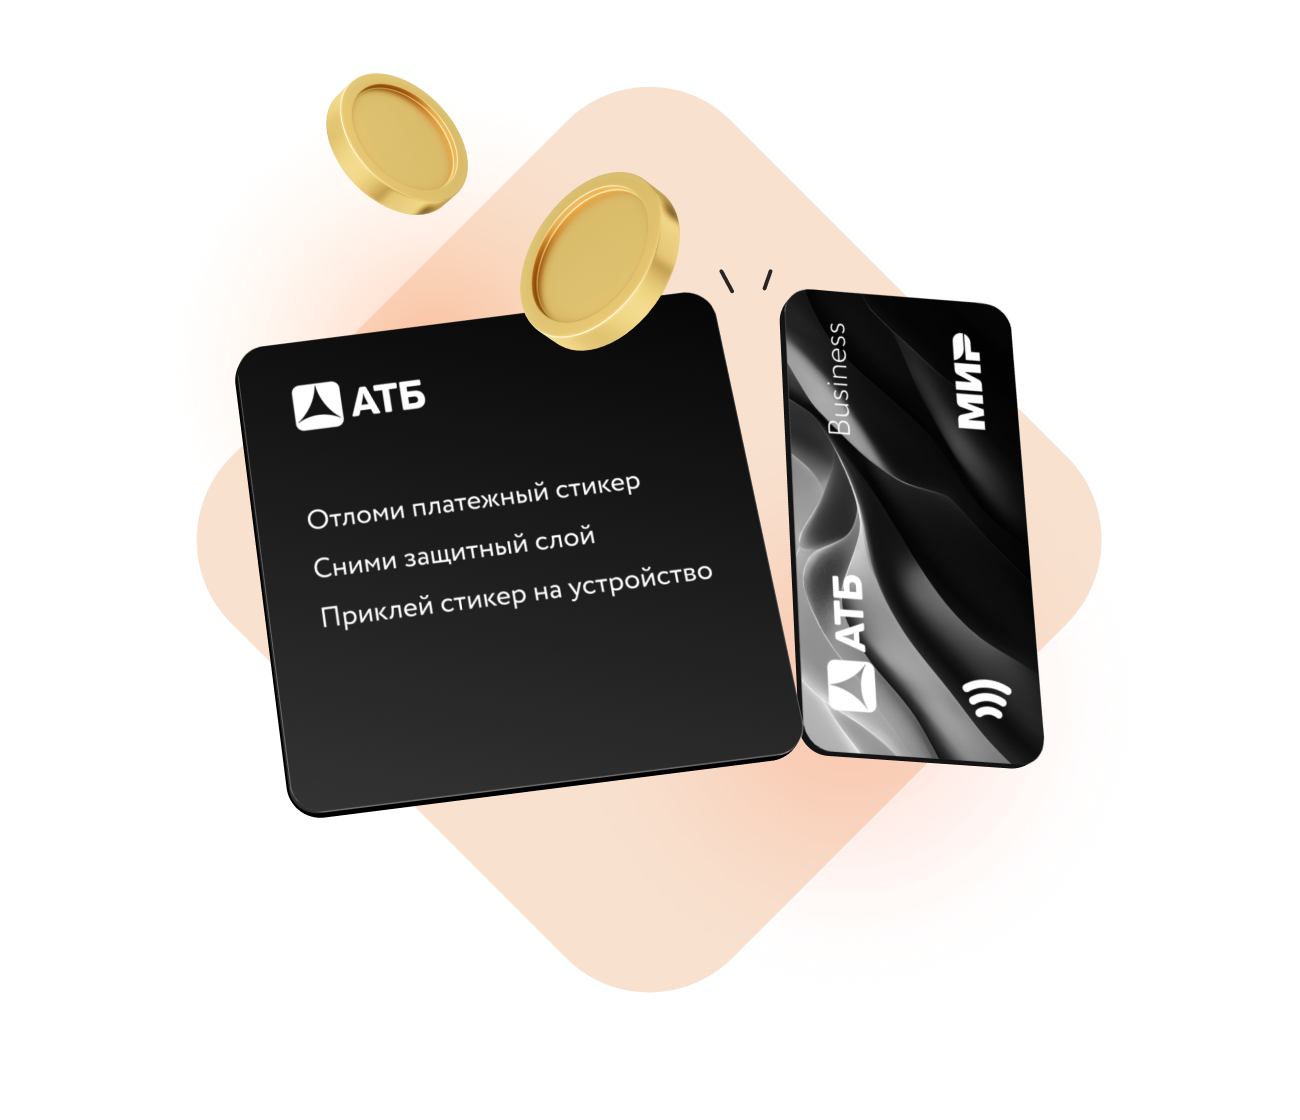 АТБ
Отломи платежный стикер
Сними защитный слой
Приклей стикер на устройство
Business
МИР
АТБ